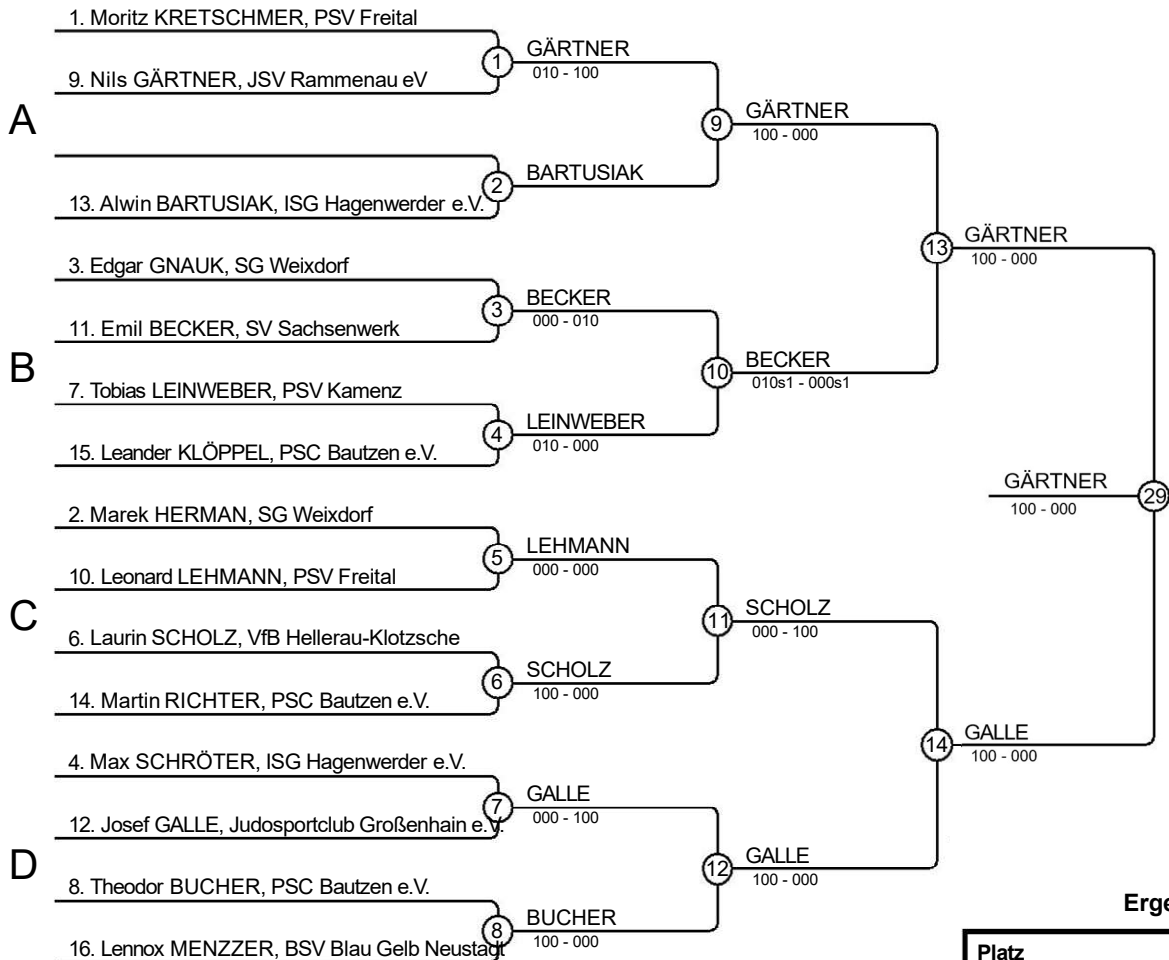 1. Moritz KRETSCHMER, PSV Freital
1
GÄRTNER
010 - 100
9. Nils GÄRTNER, JSV Rammenau eV
A
9
GÄRTNER
100 - 000
2
BARTUSIAK
13. Alwin BARTUSIAK, ISG Hagenwerder e.V.
13
GÄRTNER
100 - 000
3. Edgar GNAUK, SG Weixdorf
3
BECKER
000 - 010
11. Emil BECKER, SV Sachsenwerk
B
10
BECKER
010s1 - 000s1
7. Tobias LEINWEBER, PSV Kamenz
4
LEINWEBER
010 - 000
15. Leander KLÖPPEL, PSC Bautzen e.V.
GÄRTNER
100 - 000
29
2. Marek HERMAN, SG Weixdorf
5
LEHMANN
000 - 000
10. Leonard LEHMANN, PSV Freital
C
11
SCHOLZ
000 - 100
6. Laurin SCHOLZ, VfB Hellerau-Klotzsche
6
SCHOLZ
100 - 000
14. Martin RICHTER, PSC Bautzen e.V.
14
GALLE
100 - 000
4. Max SCHRÖTER, ISG Hagenwerder e.V.
7
GALLE
000 - 100
12. Josef GALLE, Judosportclub Großenhain e.V.
D
12
GALLE
100 - 000
8. Theodor BUCHER, PSC Bautzen e.V.
8
BUCHER
100 - 000
16. Lennox MENZZER, BSV Blau Gelb Neustadt
Erge
Platz